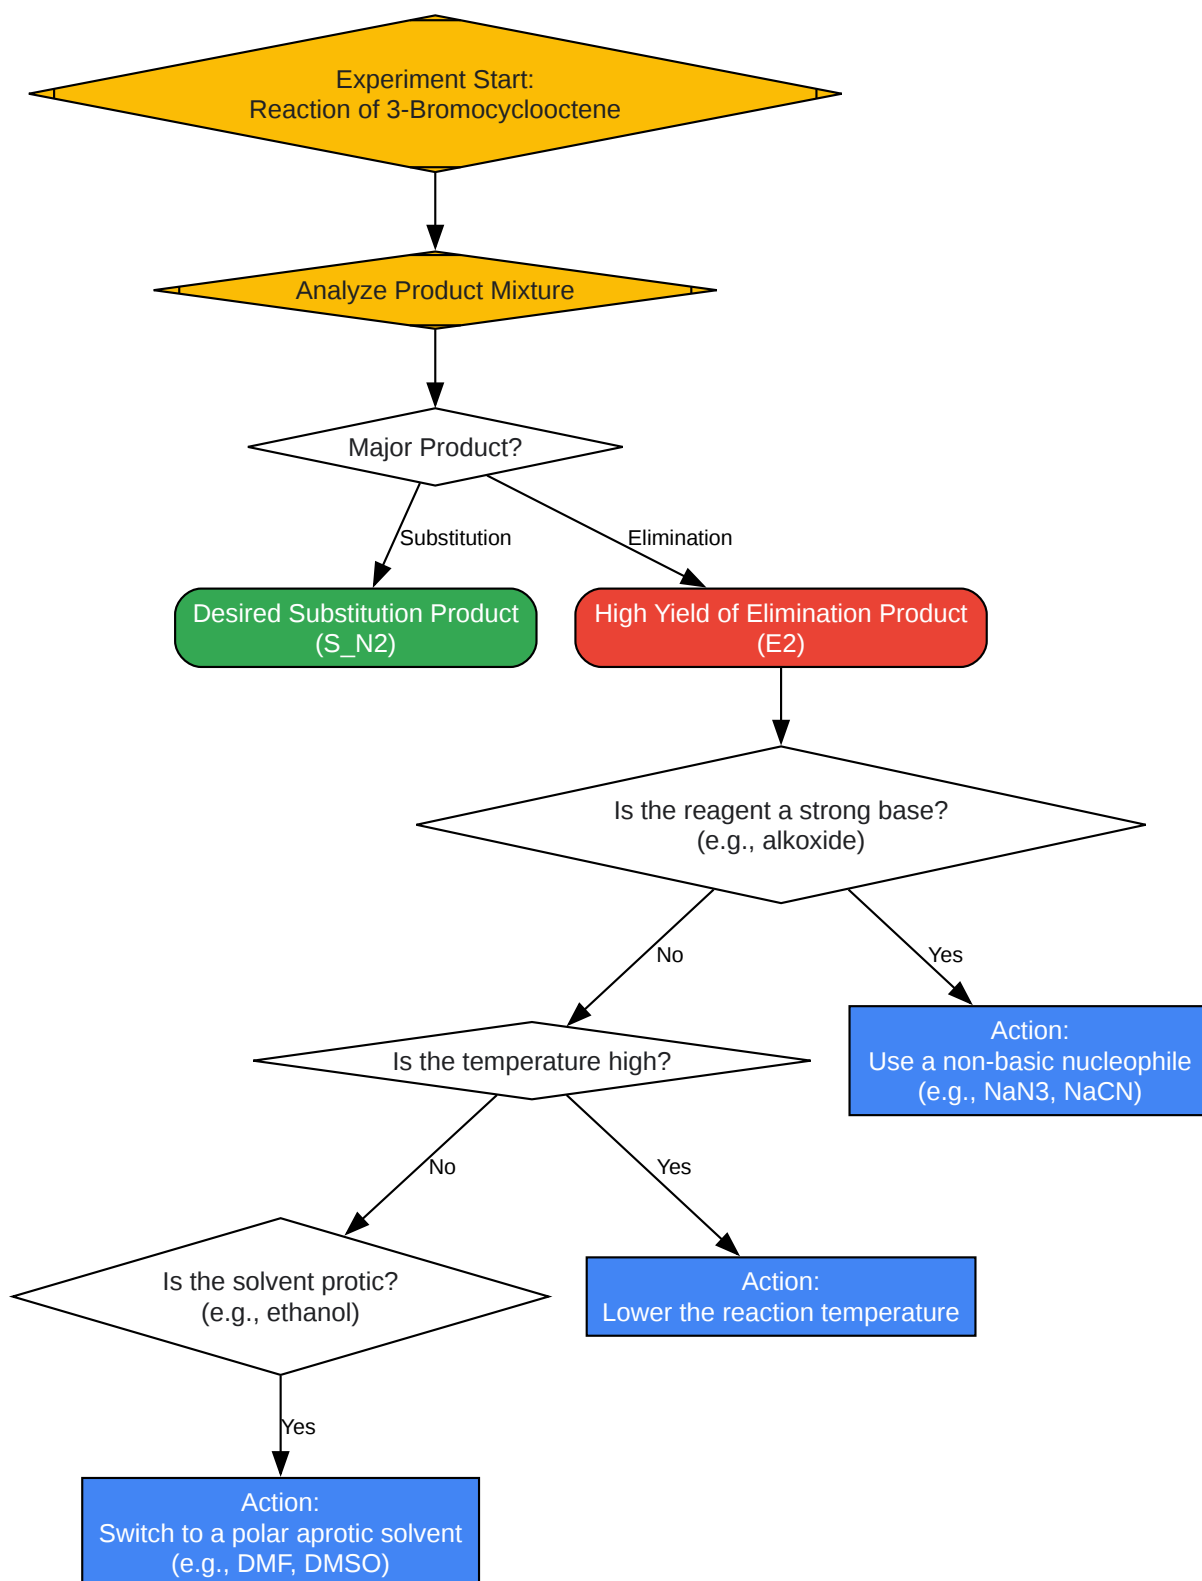 Experiment Start:
Reaction of 3-Bromocyclooctene
Analyze Product Mixture
Major Product?
Substitution
Elimination
Desired Substitution Product
(S_N2)
High Yield of Elimination Product
(E2)
Is the reagent a strong base?
(e.g., alkoxide)
No
Yes
Is the temperature high?
Action:
Use a non-basic nucleophile
(e.g., NaN3, NaCN)
No
Yes
Is the solvent protic?
(e.g., ethanol)
Action:
Lower the reaction temperature
Yes
Action:
Switch to a polar aprotic solvent
(e.g., DMF, DMSO)